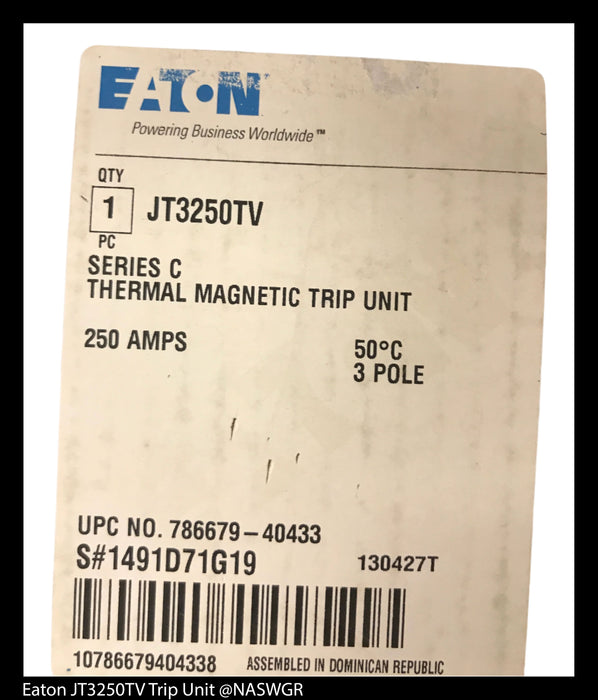 EATON
Powering Business Worldwide™
QTY
1 JT3250TV
PC
SERIES C
THERMAL MAGNETIC TRIP UNIT
250 AMPS 50°C
3 POLE
UPC NO. 786679-40433
S#1491D71G19 130427T
10786679404338 ASSEMBLED IN DOMINICAN REPUBLIC
Eaton JT3250TV Trip Unit @NASWGR